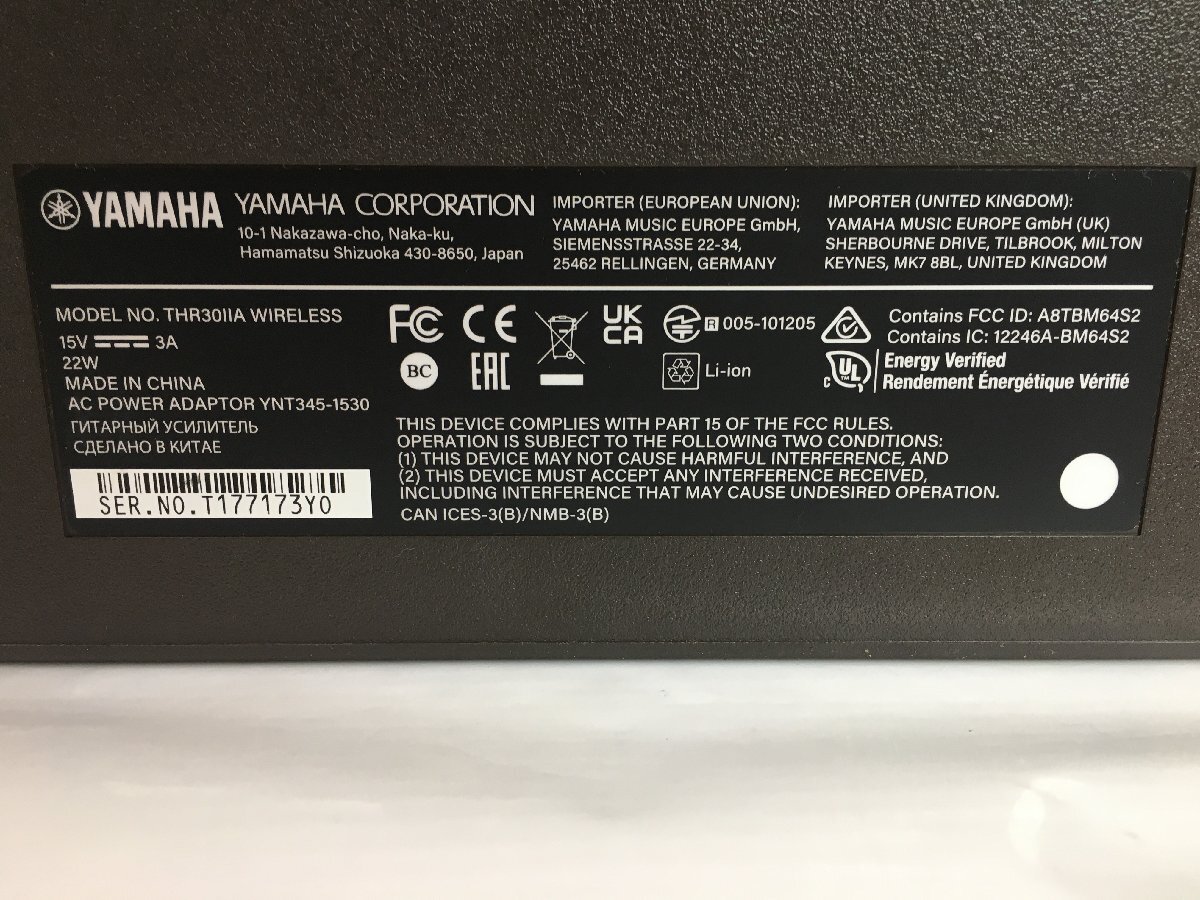 YAMAHA
YAMAHA CORPORATION
10-1 Nakazawa-cho, Naka-ku,
Hamamatsu Shizuoka 430-8650, Japan
IMPORTER (EUROPEAN UNION):
YAMAHA MUSIC EUROPE GmbH,
SIEMENSSTRASSE 22-34,
25462 RELLINGEN, GERMANY
IMPORTER (UNITED KINGDOM):
YAMAHA MUSIC EUROPE GmbH (UK)
SHERBOURNE DRIVE, TILBROOK, MILTON
KEYNES, MK7 8BL, UNITED KINGDOM
MODEL NO. THR30IIA WIRELESS
15V 3A
22W
MADE IN CHINA
AC POWER ADAPTOR YNT345-1530
ГИТАРНЫЙ УСИЛИТЕЛЬ
СДЕЛАНО В КИТАЕ
SER.NO.T177173YO
FC CE UK CA R 005-101205
BC EAC Li-ion
Contains FCC ID: A8TBM64S2
Contains IC: 12246A-BM64S2
c UL TM Energy Verified
Rendement Énergétique Vérifié
THIS DEVICE COMPLIES WITH PART 15 OF THE FCC RULES.
OPERATION IS SUBJECT TO THE FOLLOWING TWO CONDITIONS:
(1) THIS DEVICE MAY NOT CAUSE HARMFUL INTERFERENCE, AND
(2) THIS DEVICE MUST ACCEPT ANY INTERFERENCE RECEIVED,
INCLUDING INTERFERENCE THAT MAY CAUSE UNDESIRED OPERATION.
CAN ICES-3(B)/NMB-3(B)